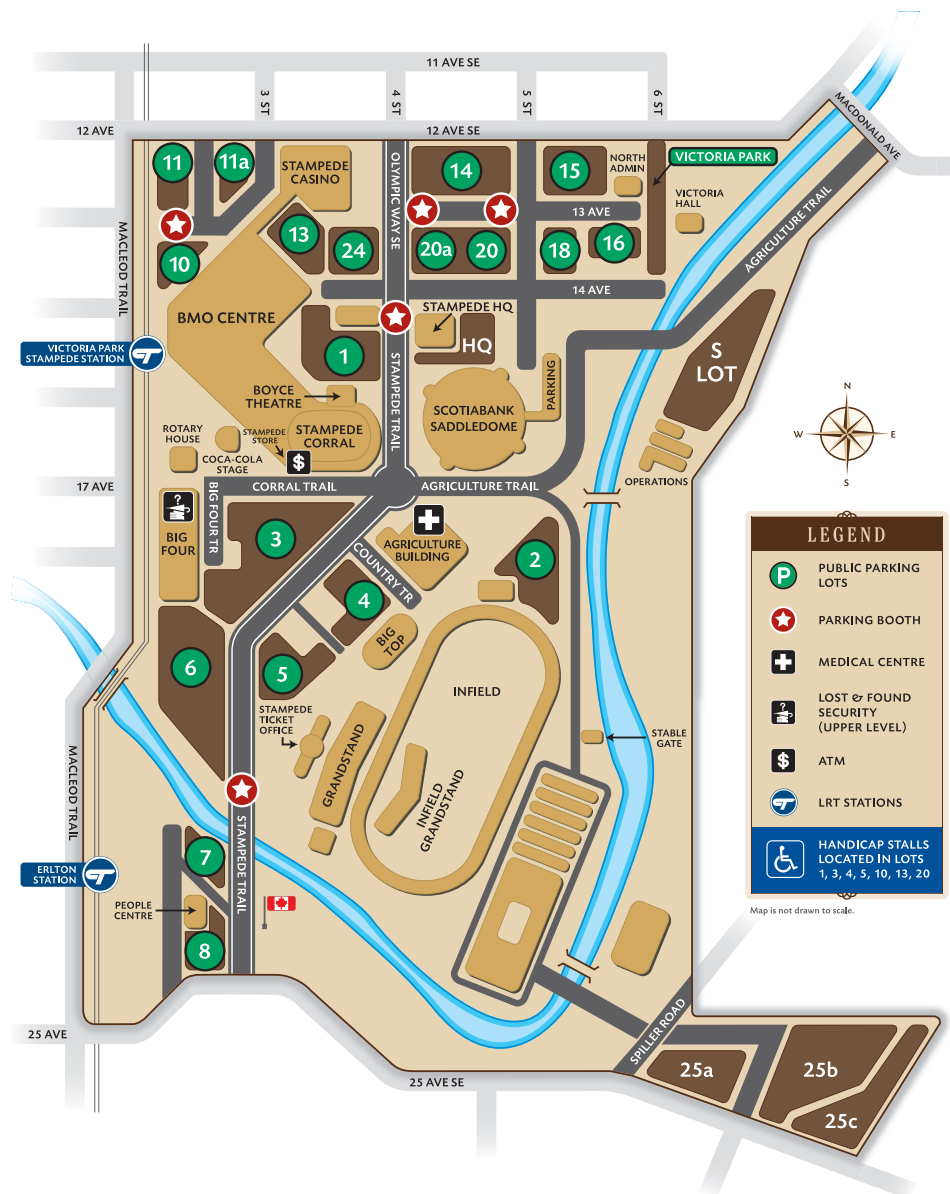 11 AVE SE
3 ST
4 ST
5 ST
6 ST
MACDONALD AVE
12 AVE
12 AVE SE
11
11a
STAMPEDE
CASINO
OLYMPIC WAY SE
14
15
NORTH
ADMIN
VICTORIA PARK
VICTORIA
HALL
AGRICULTURE TRAIL
13 AVE
MACLEOD TRAIL
10
13
24
20a
20
18
16
14 AVE
BMO CENTRE
STAMPEDE HQ
HQ
1
VICTORIA PARK
STAMPEDE STATION
S
LOT
STAMPEDE TRAIL
PARKING
BOYCE
THEATRE
SCOTIABANK
SADDLEDOME
N
W
E
S
ROTARY
HOUSE
STAMPEDE
STORE
STAMPEDE
CORRAL
COCA-COLA
STAGE
$
OPERATIONS
17 AVE
BIG FOUR TR
CORRAL TRAIL
AGRICULTURE TRAIL
?
BIG
FOUR
3
AGRICULTURE
BUILDING
2
COUNTRY TR
4
BIG
TOP
6
5
INFIELD
STAMPEDE
TICKET
OFFICE
GRANDSTAND
INFIELD
GRANDSTAND
STABLE
GATE
MACLEOD TRAIL
STAMPEDE TRAIL
7
ERLTON
STATION
PEOPLE
CENTRE
8
25 AVE
25 AVE SE
SPILLER ROAD
25a
25b
25c
LEGEND
P
PUBLIC PARKING
LOTS
PARKING BOOTH
MEDICAL CENTRE
?
LOST & FOUND
SECURITY
(UPPER LEVEL)
$
ATM
LRT STATIONS
HANDICAP STALLS
LOCATED IN LOTS
1, 3, 4, 5, 10, 13, 20
Map is not drawn to scale.